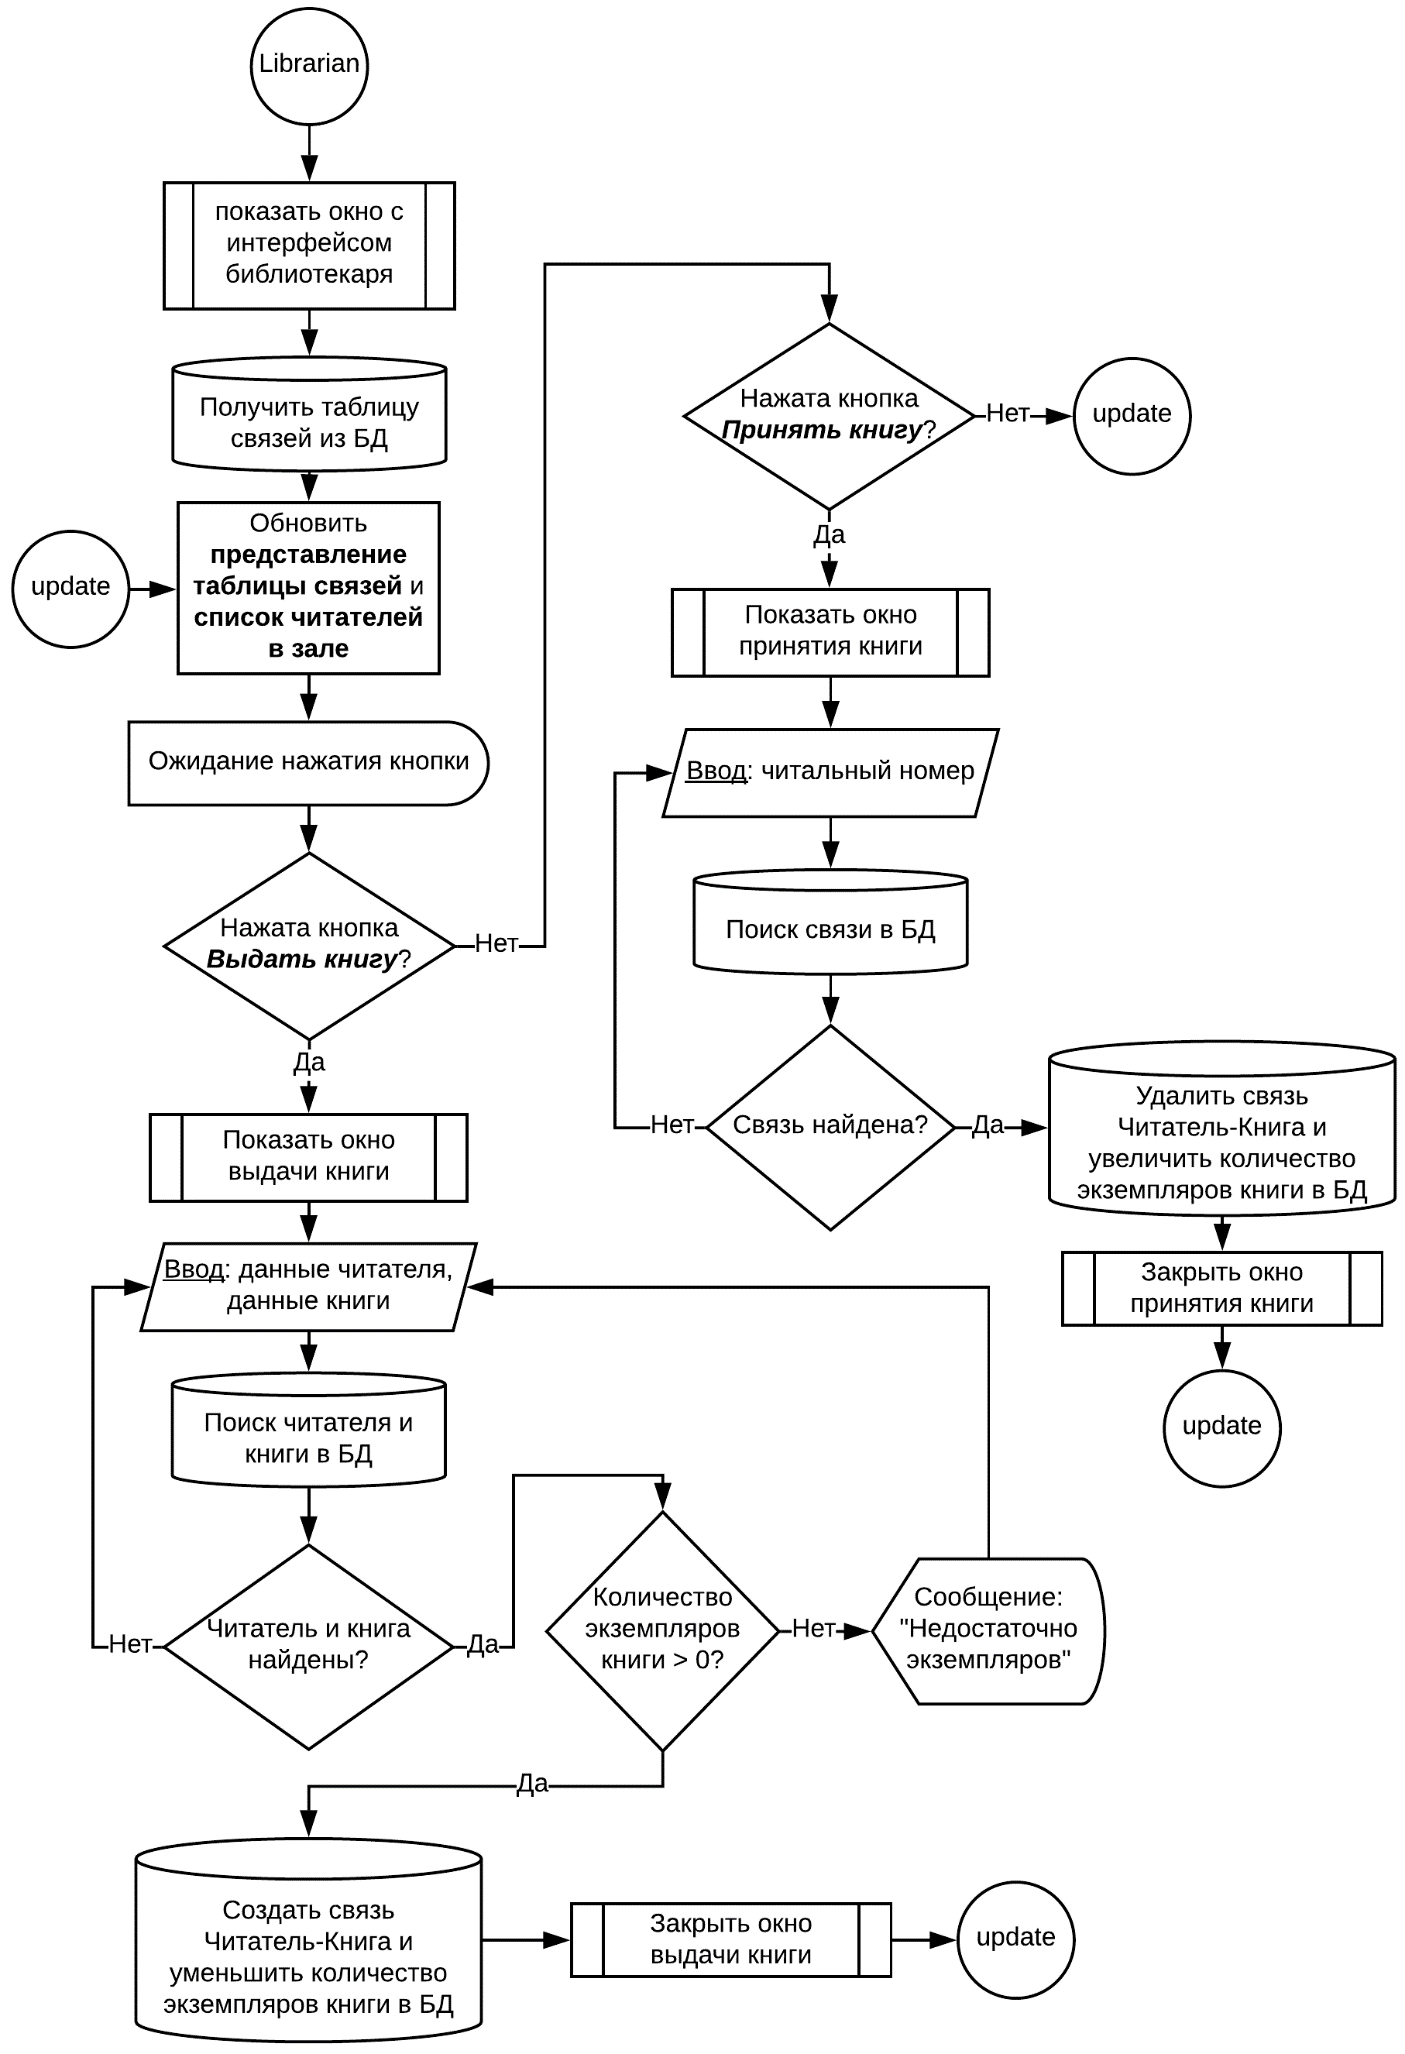 Librarian
показать окно с
интерфейсом
библиотекаря
Получить таблицу
связей из БД
update
Обновить
представление
таблицы связей и
список читателей
в зале
Ожидание нажатия кнопки
Нажата кнопка
Выдать книгу?
Нет
Да
Нажата кнопка
Принять книгу?
Нет
update
Да
Показать окно
принятия книги
Ввод: читальный номер
Поиск связи в БД
Связь найдена?
Нет
Да
Удалить связь
Читатель-Книга и
увеличить количество
экземпляров книги в БД
Закрыть окно
принятия книги
update
Показать окно
выдачи книги
Ввод: данные читателя,
данные книги
Поиск читателя и
книги в БД
Читатель и книга
найдены?
Нет
Да
Количество
экземпляров
книги > 0?
Нет
Сообщение:
"Недостаточно
экземпляров"
Да
Создать связь
Читатель-Книга и
уменьшить количество
экземпляров книги в БД
Закрыть окно
выдачи книги
update